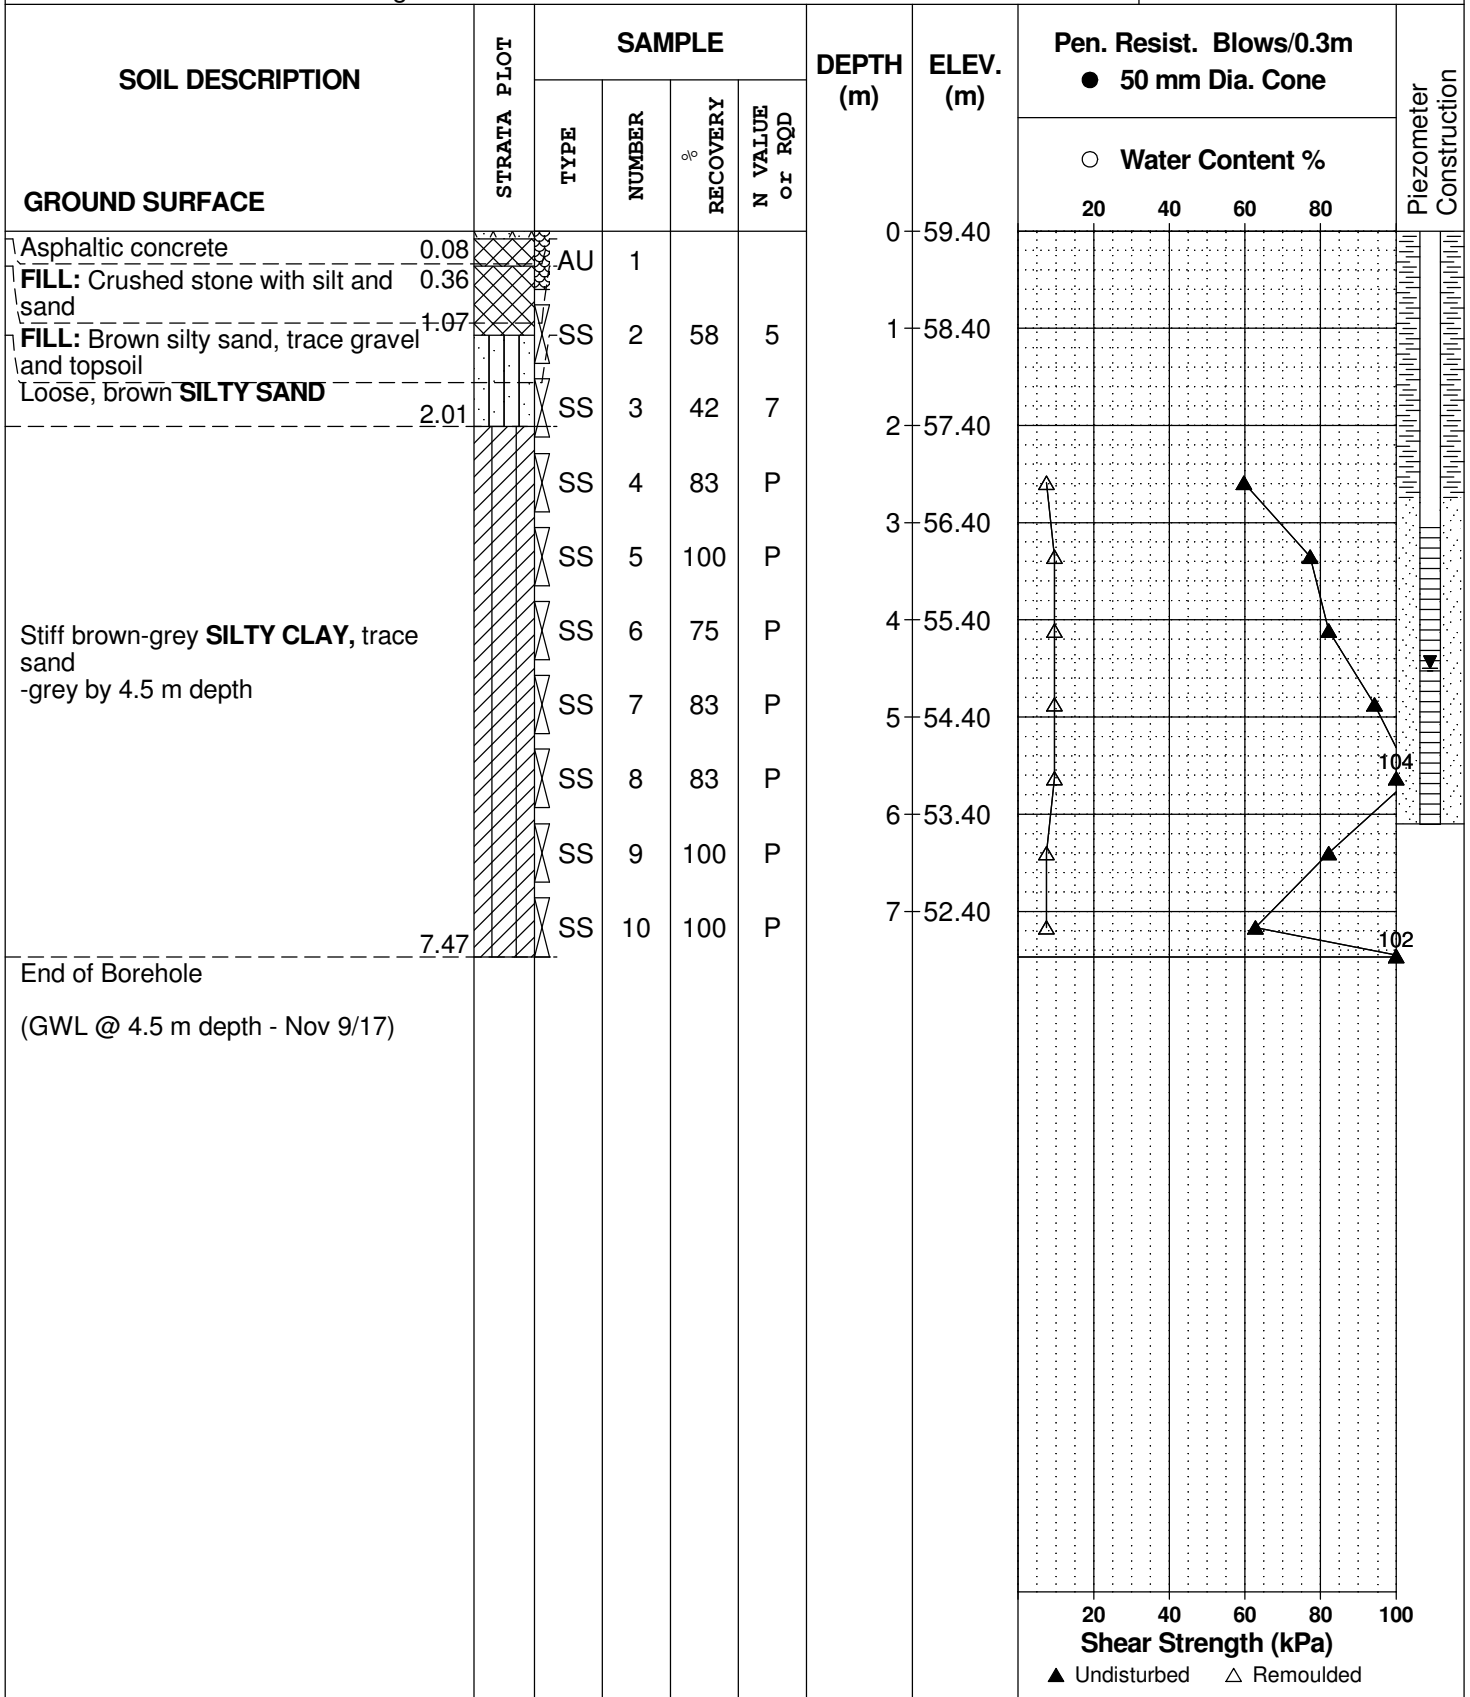 SOIL DESCRIPTION
GROUND SURFACE
STRATA PLOT
SAMPLE
TYPE
NUMBER
% RECOVERY
N VALUE or RQD
DEPTH (m)
ELEV. (m)
Pen. Resist. Blows/0.3m
● 50 mm Dia. Cone
○ Water Content %
20 40 60 80
Piezometer Construction
Asphaltic concrete 0.08
FILL: Crushed stone with silt and 0.36
sand
1.07
FILL: Brown silty sand, trace gravel
and topsoil
Loose, brown SILTY SAND
2.01
Stiff brown-grey SILTY CLAY, trace
sand
-grey by 4.5 m depth
7.47
End of Borehole
(GWL @ 4.5 m depth - Nov 9/17)
AU 1
SS 2 58 5
SS 3 42 7
SS 4 83 P
SS 5 100 P
SS 6 75 P
SS 7 83 P
SS 8 83 P
SS 9 100 P
SS 10 100 P
0 59.40
1 58.40
2 57.40
3 56.40
4 55.40
5 54.40
6 53.40
7 52.40
104
102
20 40 60 80 100
Shear Strength (kPa)
▲ Undisturbed △ Remoulded